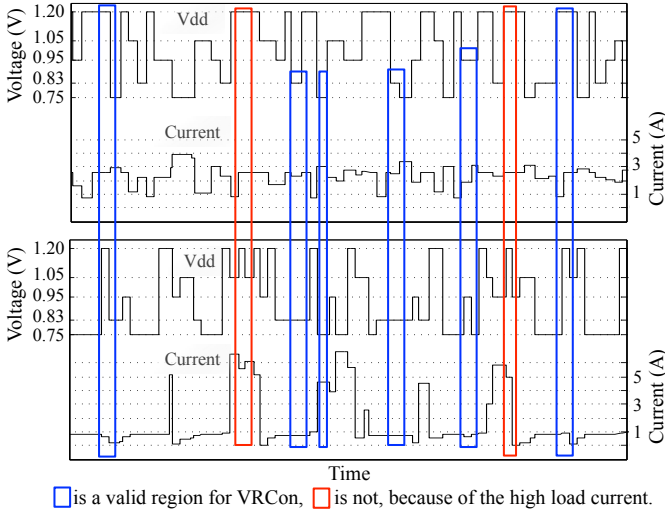 Vdd
1.20
1.05
0.95
0.83
0.75
Voltage (V)
Current
5
3
1
Current (A)
1.20
1.05
0.95
0.83
0.75
Voltage (V)
Vdd
Current
5
3
1
Current (A)
Time
is a valid region for VRCon, is not, because of the high load current.